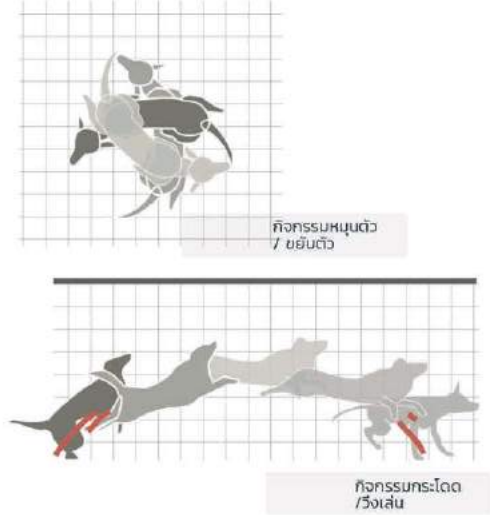 กิจกรรมหมุนตัว
/ ขยับตัว
กิจกรรมกระโดด
/วิ่งเล่น